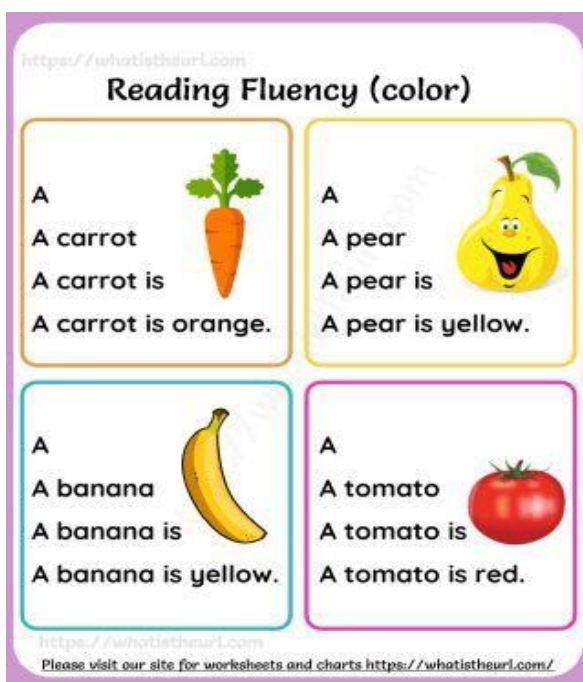 https://whatistheurl.com
Reading Fluency (color)
A
A carrot
A carrot is
A carrot is orange.
A
A pear
A pear is
A pear is yellow.
A
A banana
A banana is
A banana is yellow.
A
A tomato
A tomato is
A tomato is red.
https://whatistheurl.com
Please visit our site for worksheets and charts https://whatistheurl.com/